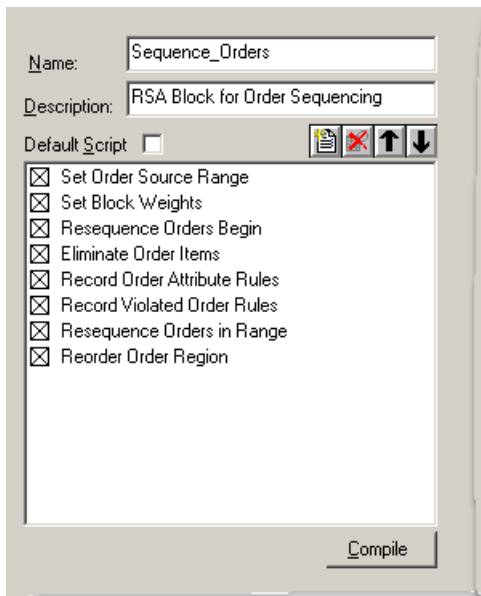 Name: Sequence_Orders
Description: RSA Block for Order Sequencing
Default Script
Set Order Source Range
Set Block Weights
Resequence Orders Begin
Eliminate Order Items
Record Order Attribute Rules
Record Violated Order Rules
Resequence Orders in Range
Reorder Order Region
Compile